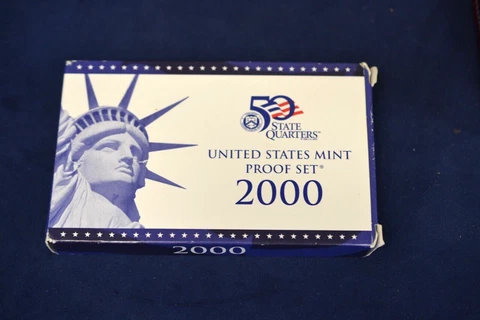 50
STATE
QUARTERS
UNITED STATES MINT
PROOF SET®
2000
2000